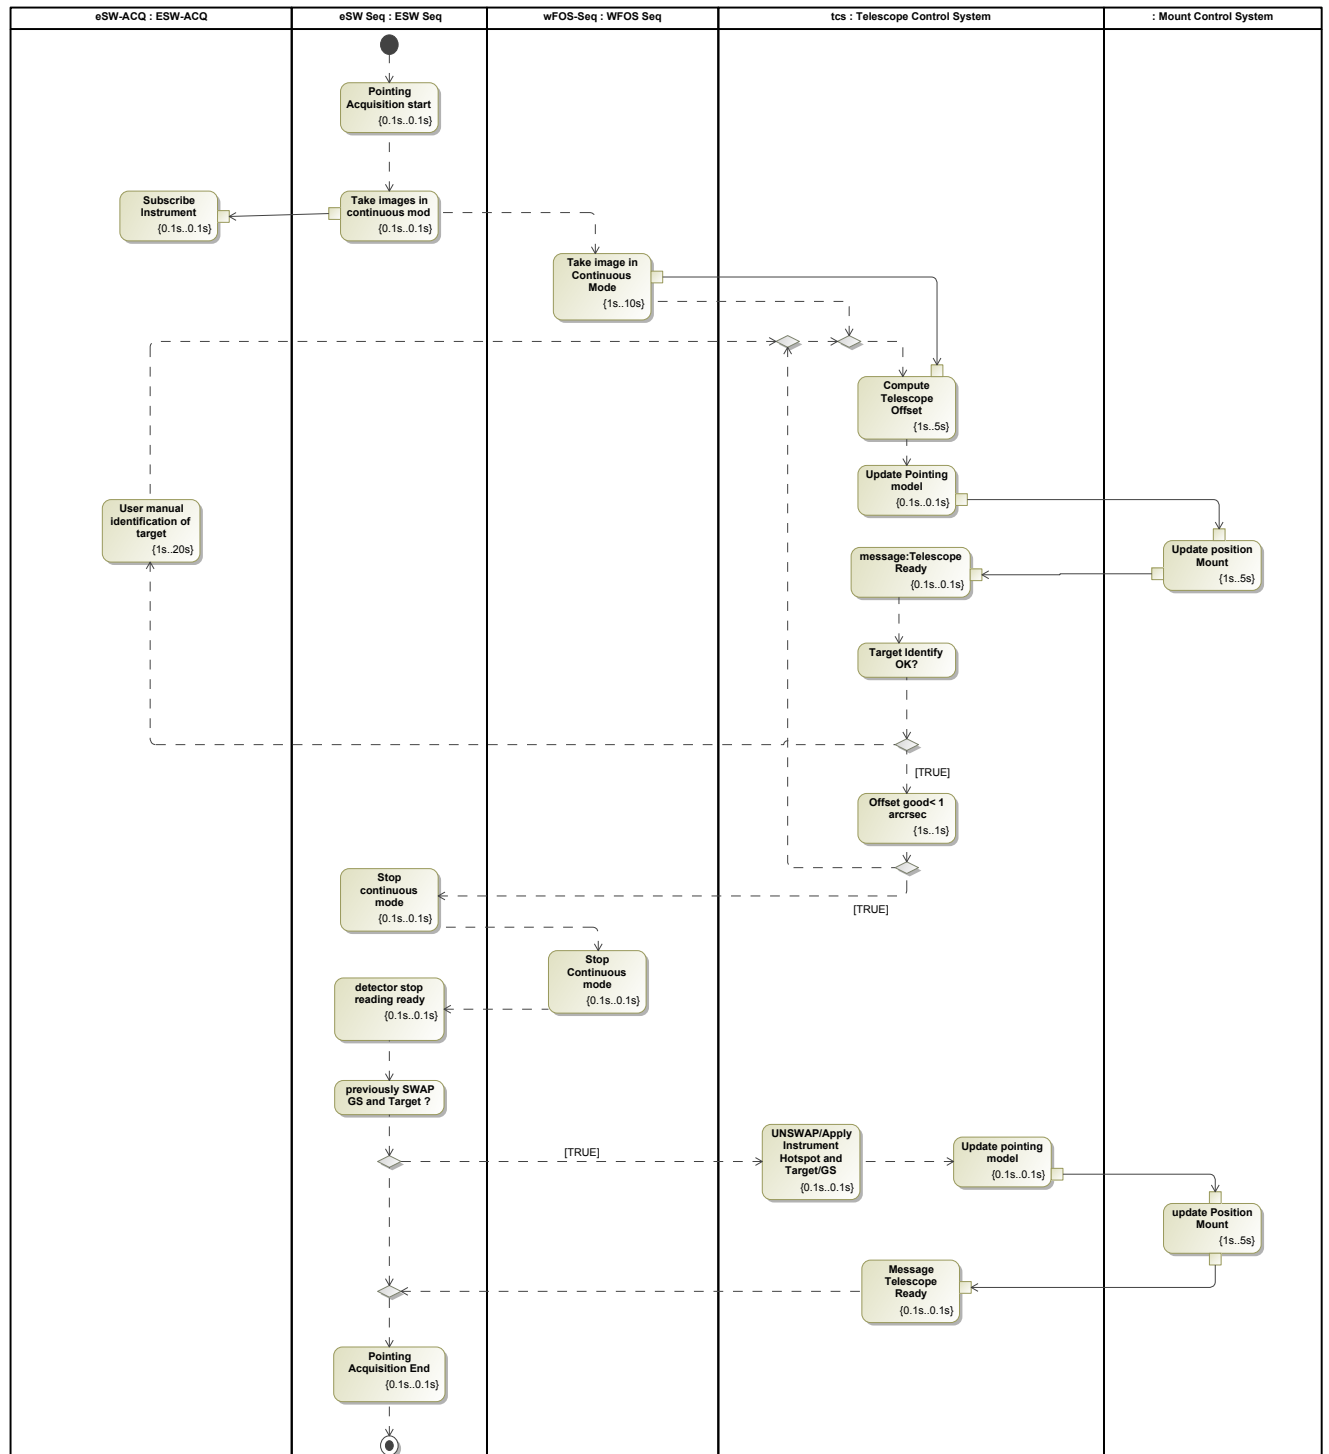 eSW-ACQ : ESW-ACQ
eSW Seq : ESW Seq
wFOS-Seq : WFOS Seq
tcs : Telescope Control System
: Mount Control System
Pointing
Acquisition start
{0.1s..0.1s}
Subscribe
Instrument
{0.1s..0.1s}
Take images in
continuous mod
{0.1s..0.1s}
Take image in
Continuous
Mode
{1s..10s}
Compute
Telescope
Offset
{1s..5s}
Update Pointing
model
{0.1s..0.1s}
User manual
identification of
target
{1s..20s}
message:Telescope
Ready
{0.1s..0.1s}
Update position
Mount
{1s..5s}
Target Identify
OK?
[TRUE]
Offset good< 1
arcrsec
{1s..1s}
Stop
continuous
mode
{0.1s..0.1s}
[TRUE]
Stop
Continuous
mode
{0.1s..0.1s}
detector stop
reading ready
{0.1s..0.1s}
previously SWAP
GS and Target ?
[TRUE]
UNSWAP/Apply
Instrument
Hotspot and
Target/GS
{0.1s..0.1s}
Update pointing
model
{0.1s..0.1s}
update Position
Mount
{1s..5s}
Message
Telescope
Ready
{0.1s..0.1s}
Pointing
Acquisition End
{0.1s..0.1s}